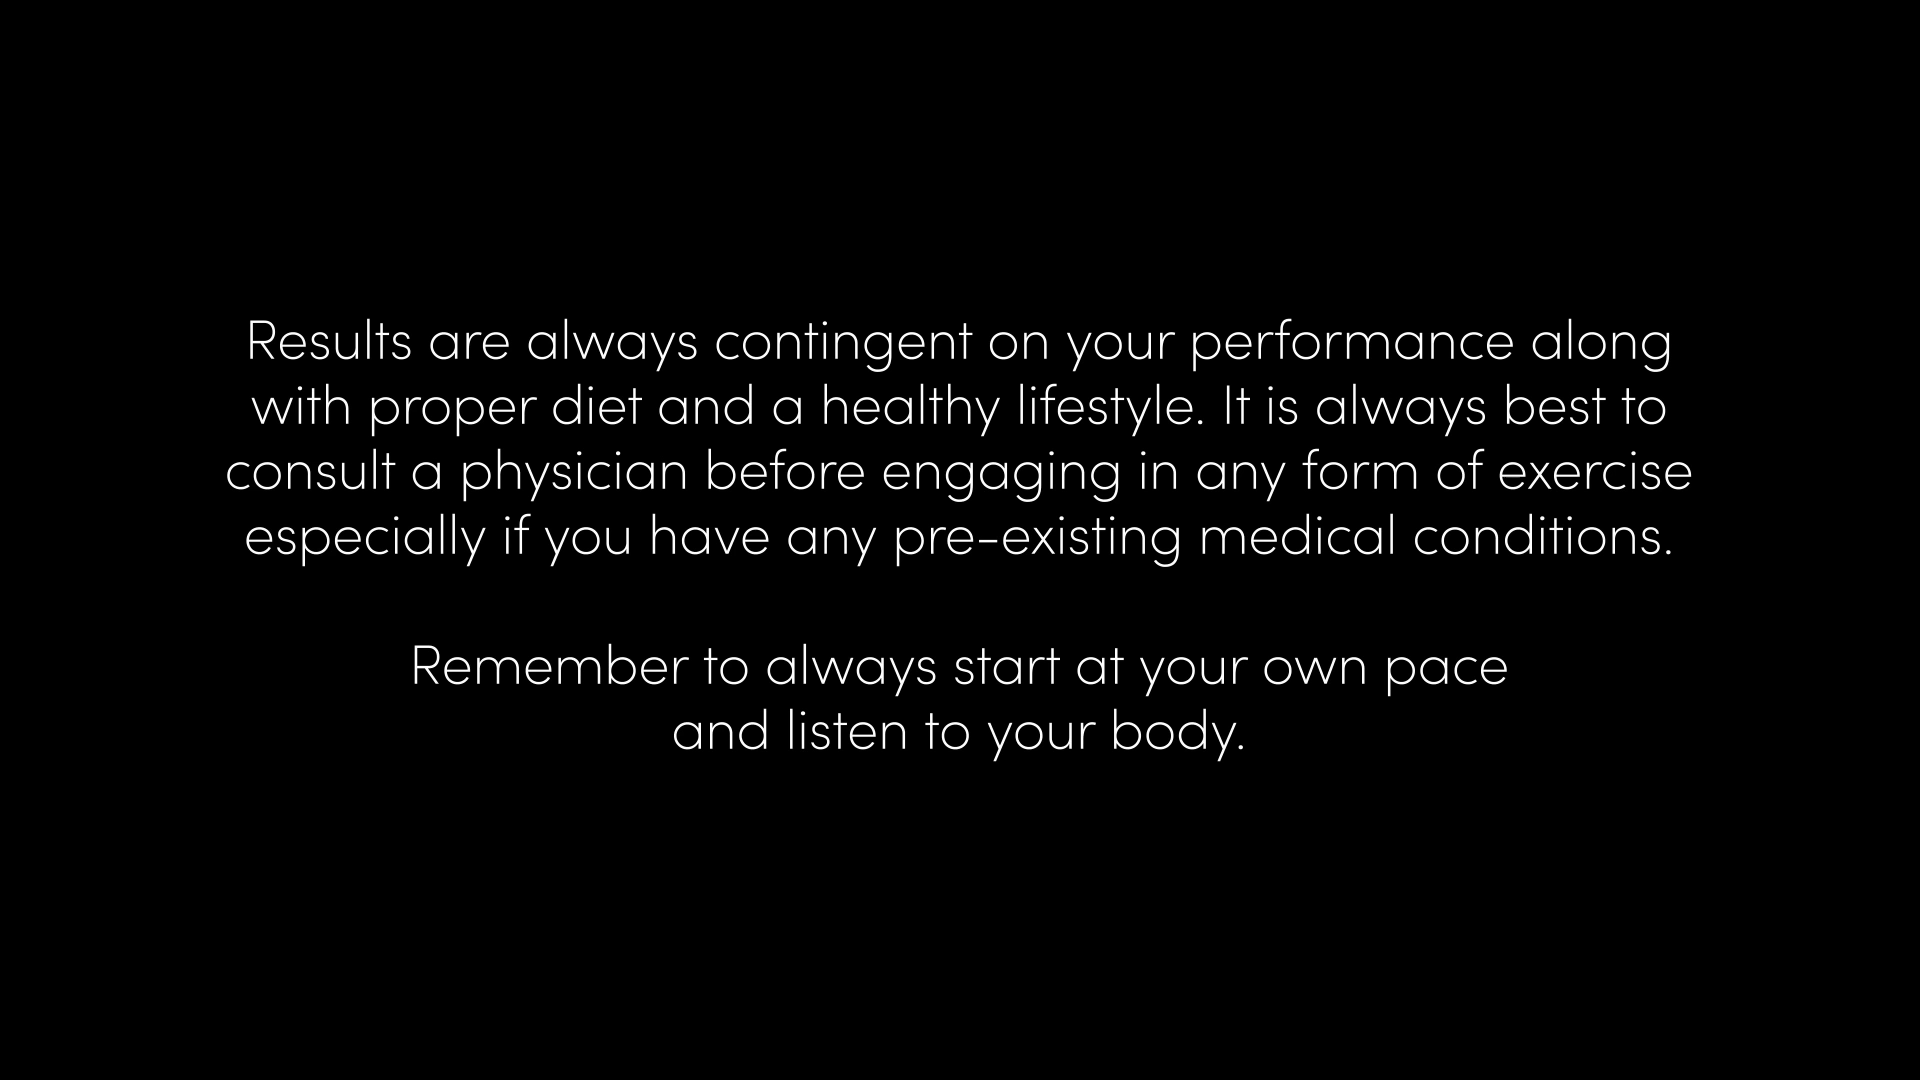 Results are always contingent on your performance along
with proper diet and a healthy lifestyle. It is always best to
consult a physician before engaging in any form of exercise
especially if you have any pre-existing medical conditions.
Remember to always start at your own pace
and listen to your body.